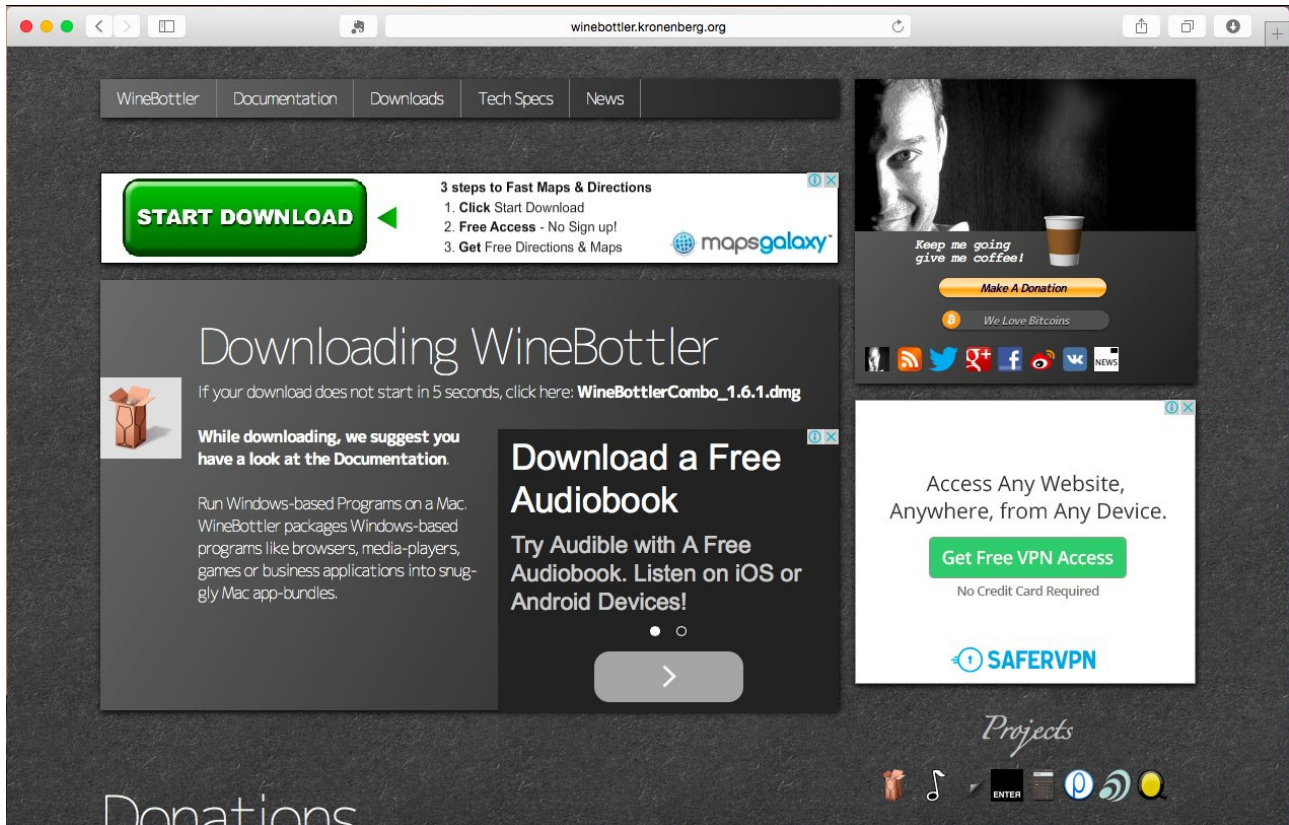 winebottler.kronenberg.org
WineBottler
Documentation
Downloads
Tech Specs
News
START DOWNLOAD
3 steps to Fast Maps & Directions
1. Click Start Download
2. Free Access - No Sign up!
3. Get Free Directions & Maps
mapsgalaxy
Keep me going
give me coffee!
Make A Donation
We Love Bitcoins
NEWS
Downloading WineBottler
If your download does not start in 5 seconds, click here: WineBottlerCombo_1.6.1.dmg
While downloading, we suggest you
have a look at the Documentation.
Run Windows-based Programs on a Mac.
WineBottler packages Windows-based
programs like browsers, media-players,
games or business applications into snug-
gly Mac app-bundles.
Download a Free
Audiobook
Try Audible with A Free
Audiobook. Listen on iOS or
Android Devices!
Access Any Website,
Anywhere, from Any Device.
Get Free VPN Access
No Credit Card Required
SAFERVPN
Projects
ENTER
Donations